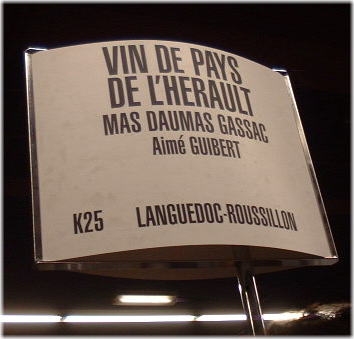 VIN DE PAYS
DE L'HERAULT
MAS DAUMAS GASSAC
Aimé GUIBERT
K25 LANGUEDOC-ROUSSILLON